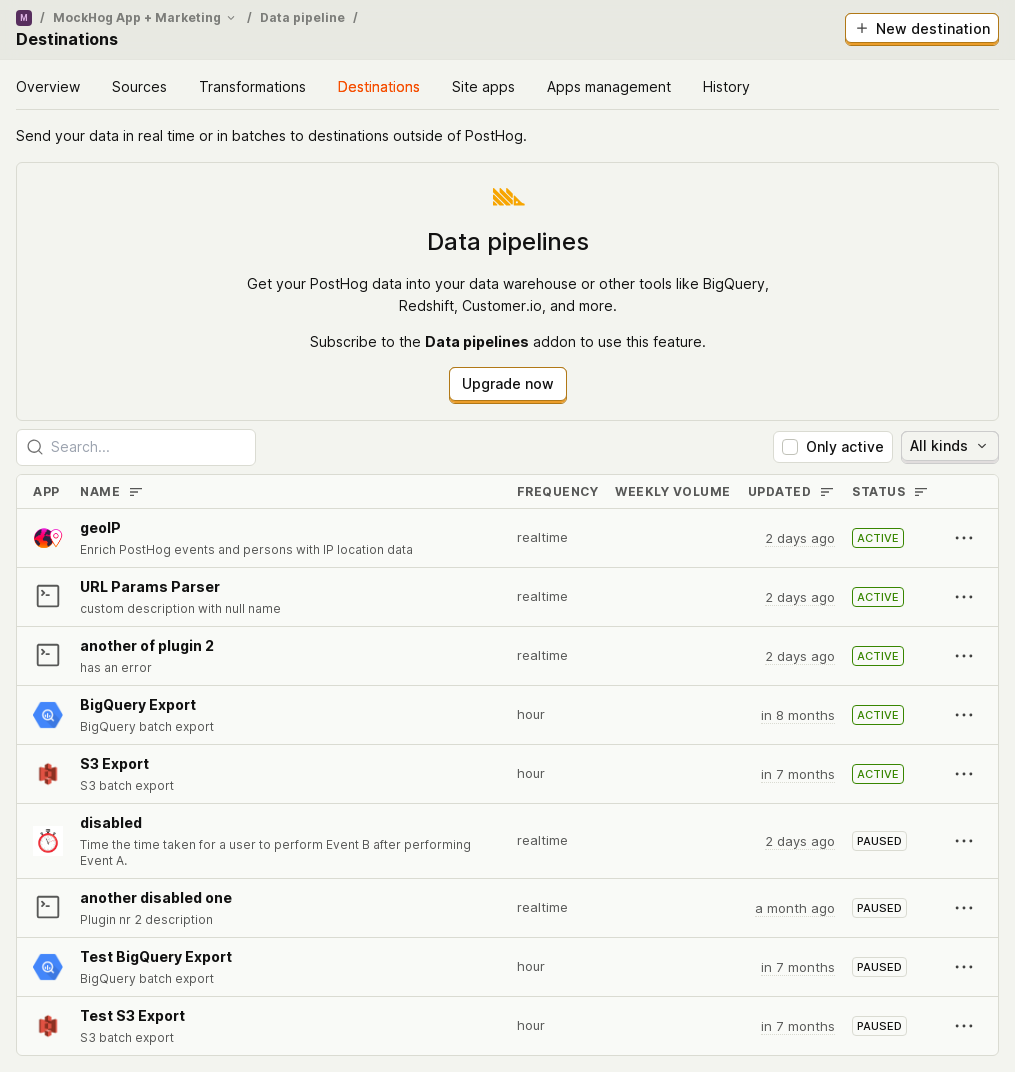 M / MockHog App + Marketing / Data pipeline /
Destinations
+ New destination
Overview Sources Transformations Destinations Site apps Apps management History
Send your data in real time or in batches to destinations outside of PostHog.
Data pipelines
Get your PostHog data into your data warehouse or other tools like BigQuery,
Redshift, Customer.io, and more.
Subscribe to the Data pipelines addon to use this feature.
Upgrade now
Search... Only active All kinds
APP NAME FREQUENCY WEEKLY VOLUME UPDATED STATUS
geoIP
Enrich PostHog events and persons with IP location data
realtime 2 days ago ACTIVE
URL Params Parser
custom description with null name
realtime 2 days ago ACTIVE
another of plugin 2
has an error
realtime 2 days ago ACTIVE
BigQuery Export
BigQuery batch export
hour in 8 months ACTIVE
S3 Export
S3 batch export
hour in 7 months ACTIVE
disabled
Time the time taken for a user to perform Event B after performing
Event A.
realtime 2 days ago PAUSED
another disabled one
Plugin nr 2 description
realtime a month ago PAUSED
Test BigQuery Export
BigQuery batch export
hour in 7 months PAUSED
Test S3 Export
S3 batch export
hour in 7 months PAUSED